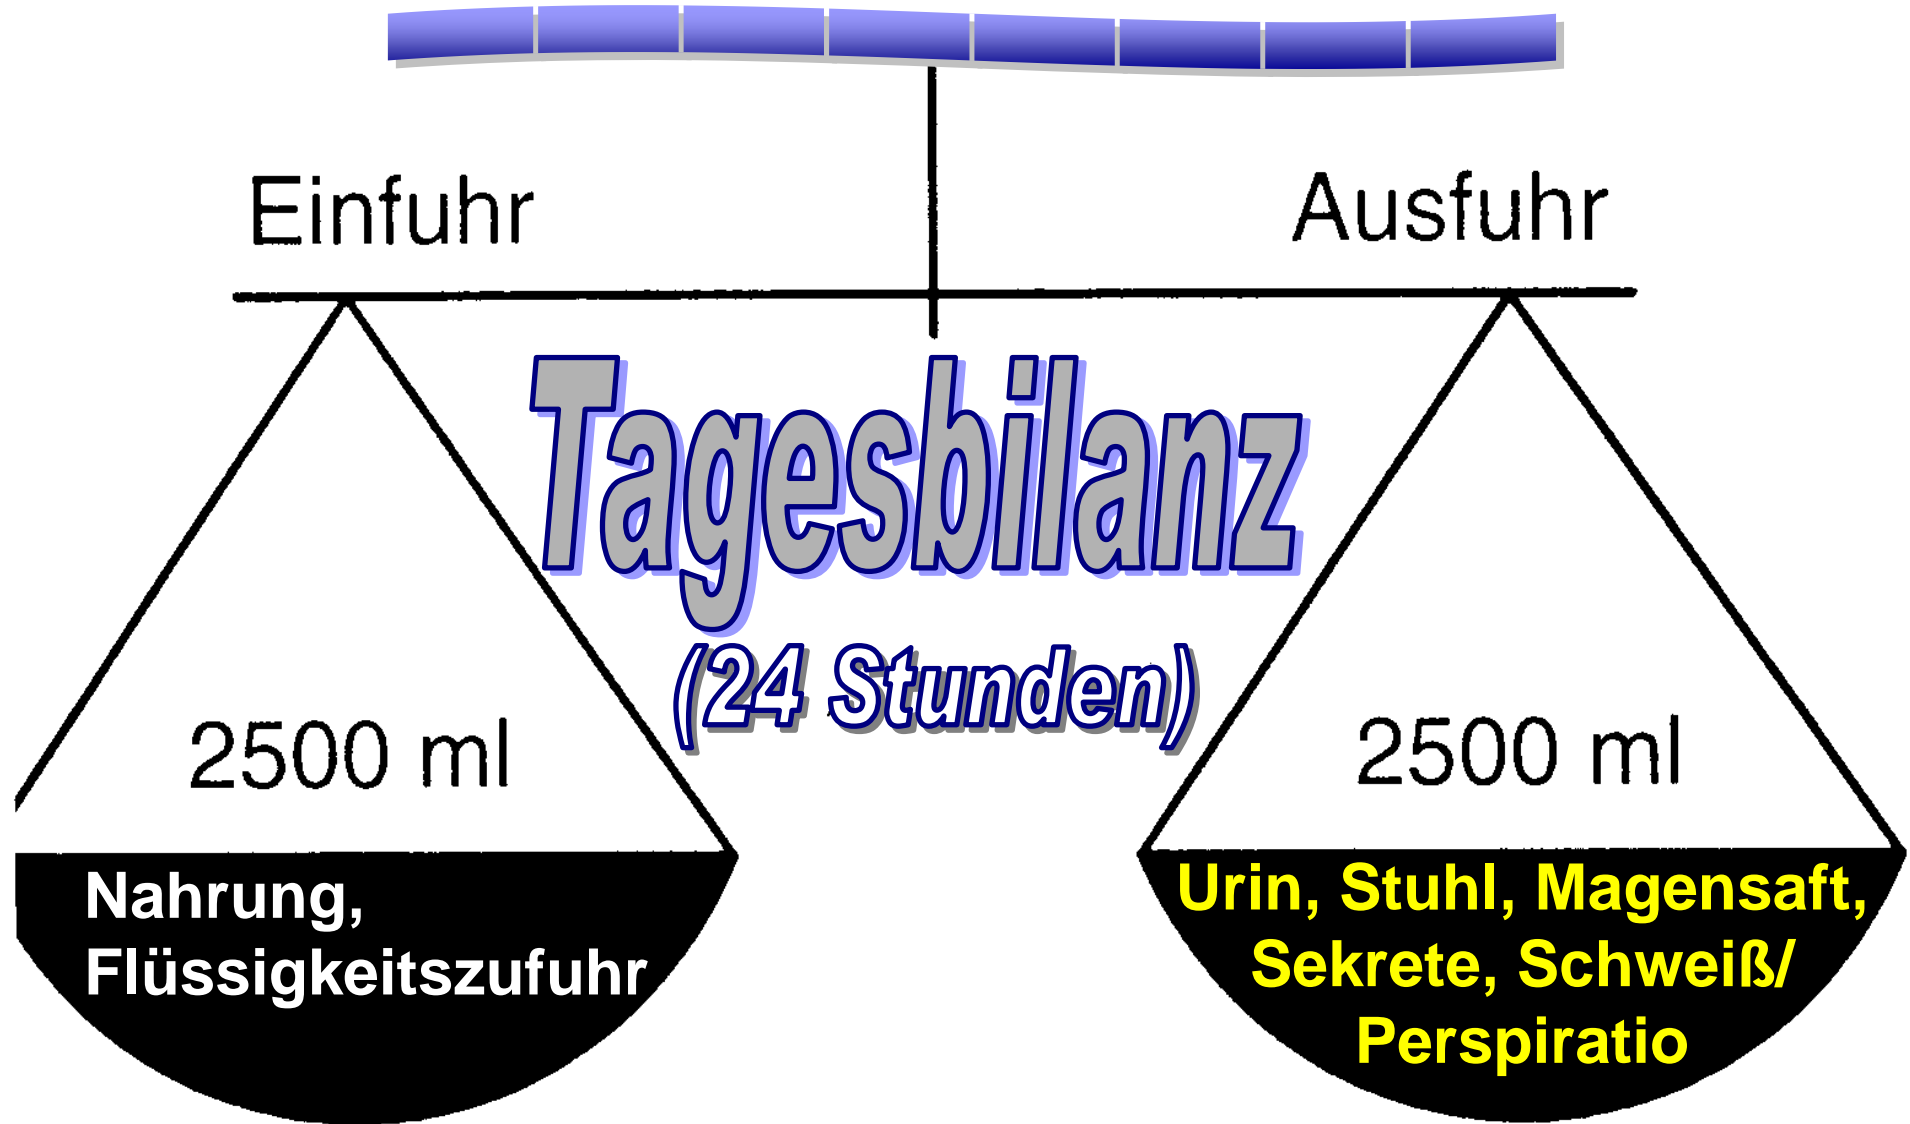 Einfuhr
Ausfuhr
Tagesbilanz
(24 Stunden)
2500 ml
2500 ml
Nahrung,
Flüssigkeitszufuhr
Urin, Stuhl, Magensaft,
Sekrete, Schweiß/
Perspiratio